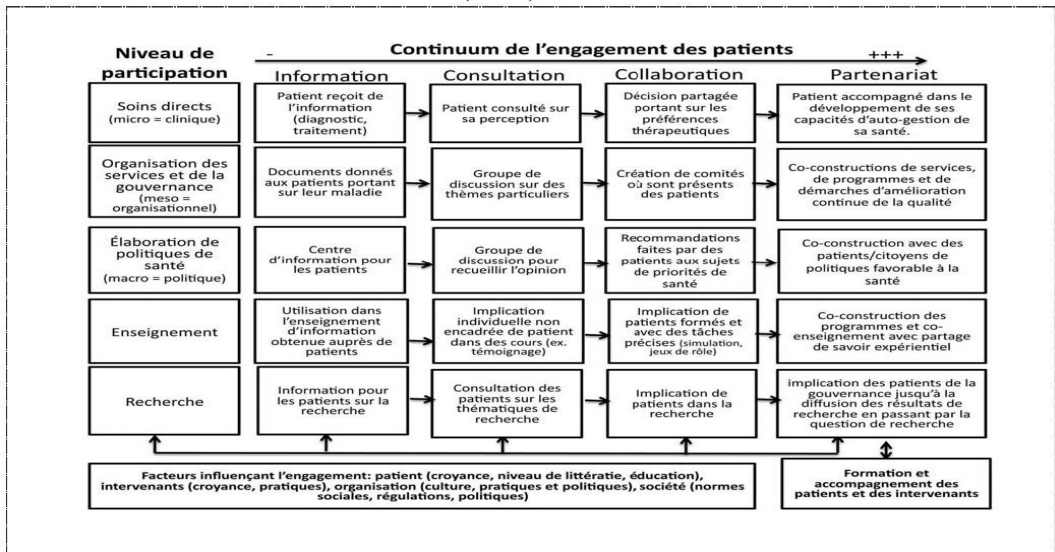 Continuum de l'engagement des patients
- +++
Niveau de
participation
Information Consultation Collaboration Partenariat
Soins directs
(micro = clinique)
Patient reçoit de
l'information
(diagnostic,
traitement)
Patient consulté sur
sa perception
Décision partagée
portant sur les
préférences
thérapeutiques
Patient accompagné dans le
développement de ses
capacités d'auto-gestion de
sa santé.
Organisation des
services et de la
gouvernance
(meso =
organisationnel)
Documents donnés
aux patients portant
sur leur maladie
Groupe de
discussion sur des
thèmes particuliers
Création de comités
où sont présents
des patients
Co-constructions de services,
de programmes et de
démarches d'amélioration
continue de la qualité
Élaboration de
politiques de
santé
(macro = politique)
Centre
d'information pour
les patients
Groupe de
discussion pour
recueillir l'opinion
Recommandations
faites par des
patients aux sujets
de priorités de
santé
Co-construction avec des
patients/citoyens de
politiques favorable à la
santé
Enseignement
Utilisation dans
l'enseignement
d'information
obtenue auprès de
patients
Implication
individuelle non
encadrée de patient
dans des cours (ex.
témoignage)
Implication de
patients formés et
avec des tâches
précises (simulation,
jeux de rôle)
Co-construction des
programmes et co-
enseignement avec partage
de savoir expérientiel
Recherche
Information pour
les patients sur la
recherche
Consultation des
patients sur les
thématiques de
recherche
Implication de
patients dans la
recherche
implication des patients de la
gouvernance jusqu'à la
diffusion des résultats de
recherche en passant par la
question de recherche
Facteurs influençant l'engagement: patient (croyance, niveau de littératie, éducation),
intervenants (croyance, pratiques), organisation (culture, pratiques et politiques), société (normes
sociales, régulations, politiques)
Formation et
accompagnement des
patients et des intervenants